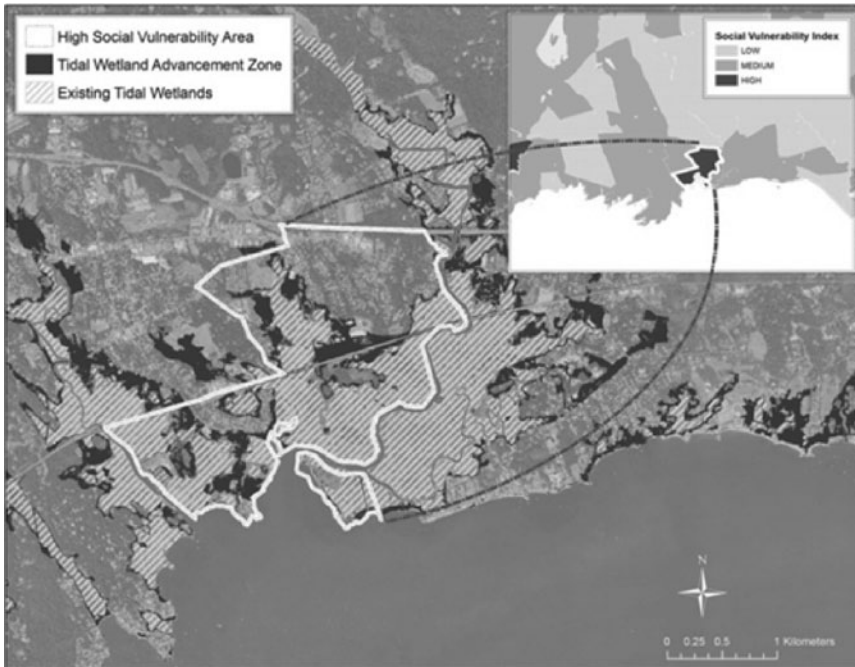 High Social Vulnerability Area
Tidal Wetland Advancement Zone
Existing Tidal Wetlands
Social Vulnerability Index
LOW
MEDIUM
HIGH
N
0 0.25 0.5 1 Kilometers